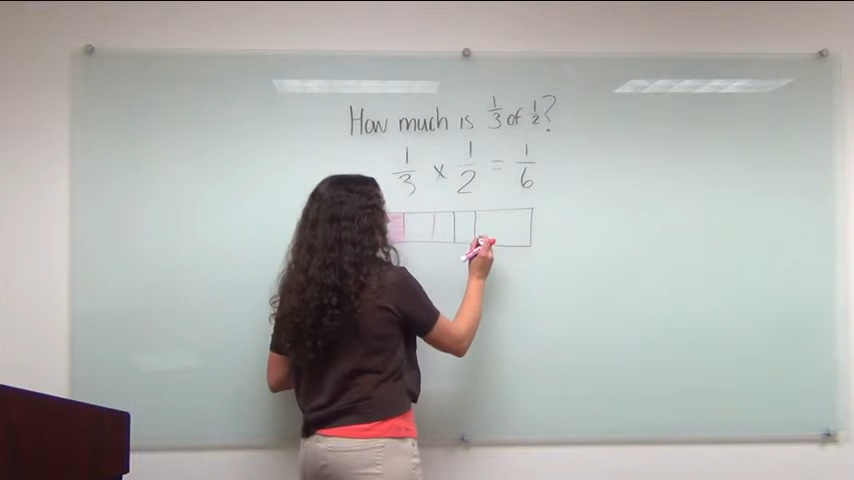 How much is 1/3 of 1/2?
1/3 x 1/2 = 1/6